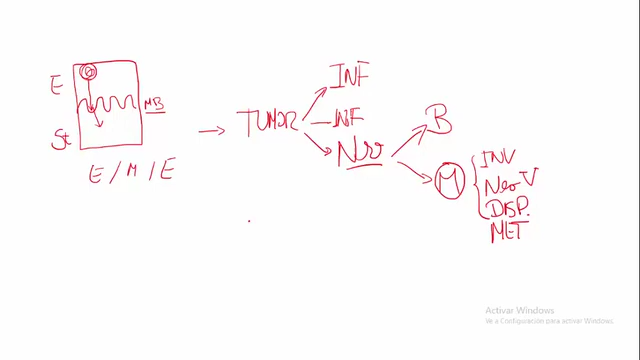 E
MB
St
E / M / E
→ TUMOR
INF
INF
Neo
B
M
INV
Neo V
DISP.
MET
Activar Windows
Ve a Configuración para activar Windows.